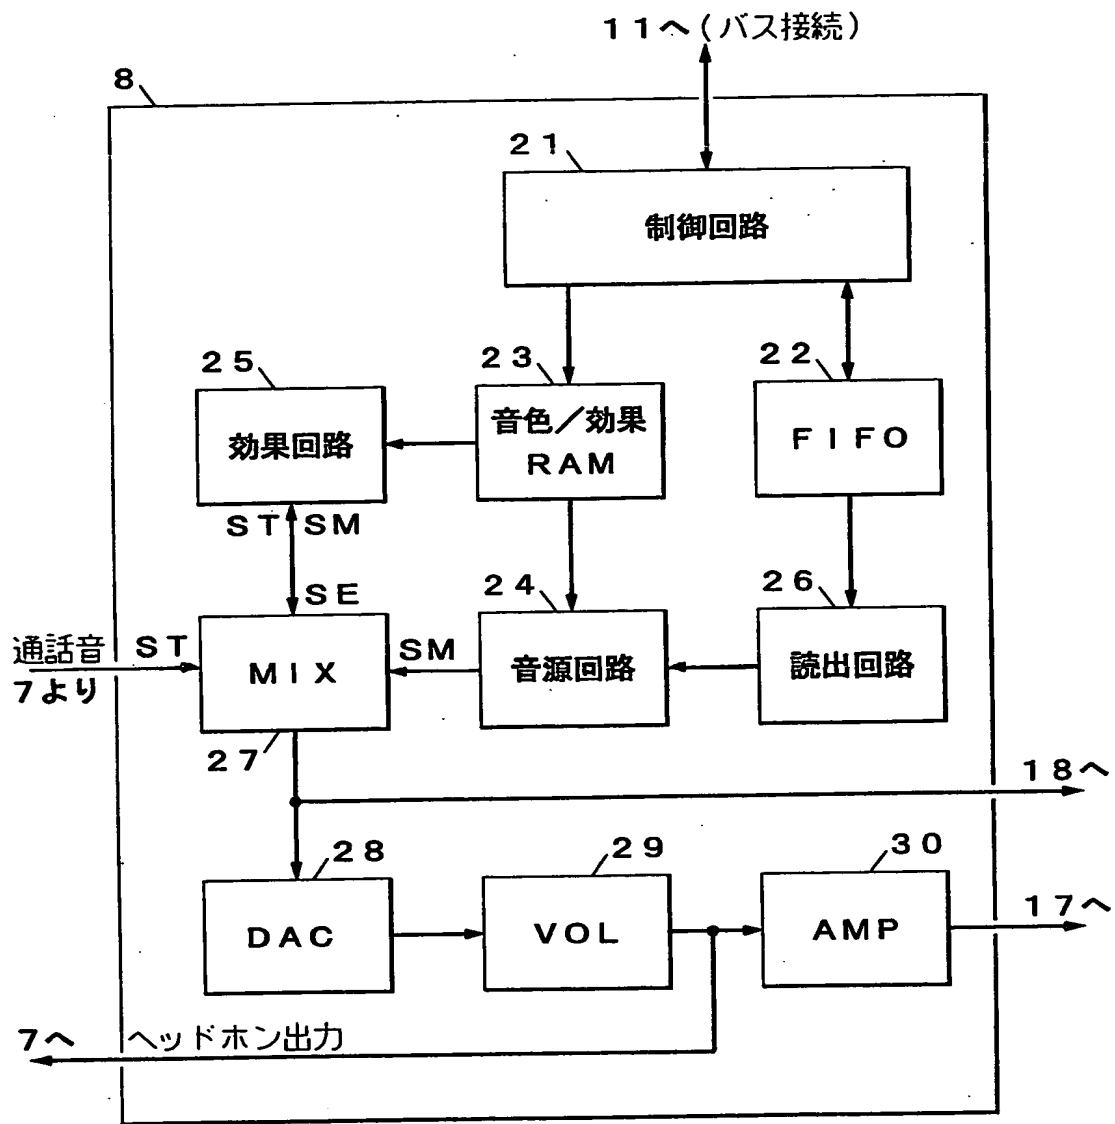 11へ(バス接続)
8
21
制御回路
25
23
22
効果回路
音色／効果
RAM
FIFO
ST SM
SE
24
26
通話音
ST
7より
MIX
SM
音源回路
読出回路
27
18へ
28
29
30
DAC
VOL
AMP
17へ
7へ
ヘッドホン出力